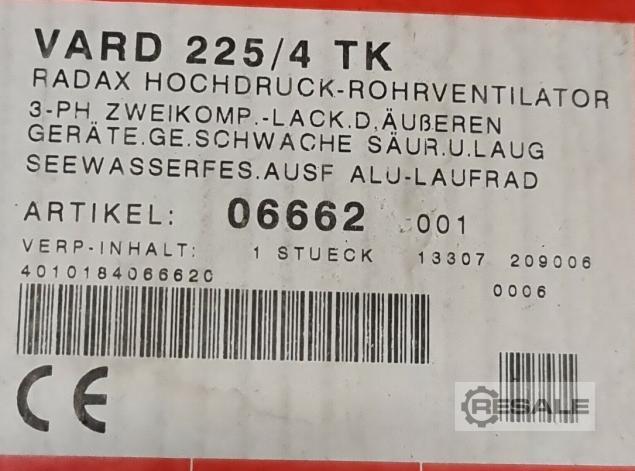 VARD 225/4 TK
RADAX HOCHDRUCK-ROHRVENTILATOR
3-PH, ZWEIKOMP.-LACK.D.ÄUßEREN
GERÄTE.GE.SCHWACHE SÄUR.U.LAUG
SEEWASSERFES.AUSF ALU-LAUFRAD
ARTIKEL: 06662 001
VERP-INHALT: 1 STUECK 13307 209006
4010184066620 0006
CE
RESALE